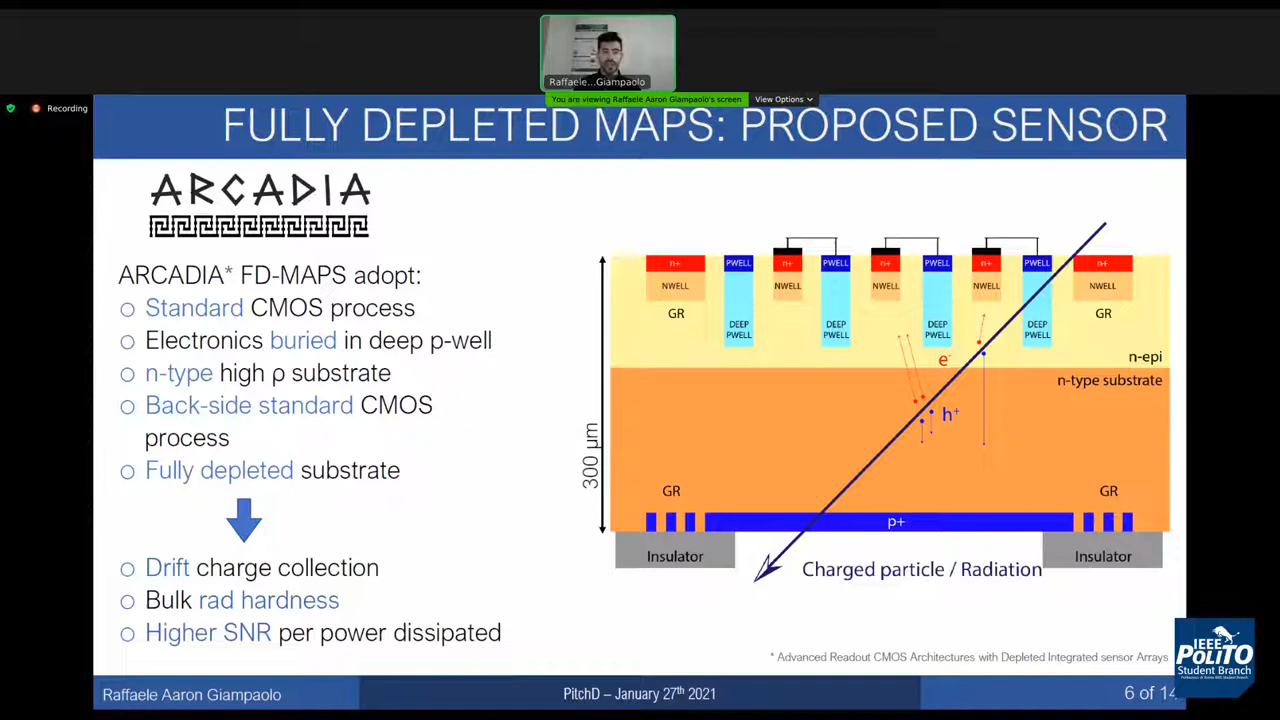 Raffaele...Giampaolo
You are viewing Raffaele Aaron Giampaolo's screen
View Options
Recording
FULLY DEPLETED MAPS: PROPOSED SENSOR
ARCADIA
ARCADIA* FD-MAPS adopt:
Standard CMOS process
Electronics buried in deep p-well
n-type high ρ substrate
Back-side standard CMOS
process
Fully depleted substrate
Drift charge collection
Bulk rad hardness
Higher SNR per power dissipated
n+ PWELL n+ PWELL n+ PWELL n+ PWELL n+
NWELL NWELL NWELL NWELL NWELL
GR DEEP PWELL DEEP PWELL DEEP PWELL DEEP PWELL GR
n-epi
e-
n-type substrate
h+
300 µm
GR GR
p+
Insulator Insulator
Charged particle / Radiation
* Advanced Readout CMOS Architectures with Depleted Integrated sensor Arrays
IEEE
POLITO
Student Branch
Raffaele Aaron Giampaolo
PitchD – January 27th 2021
6 of 14